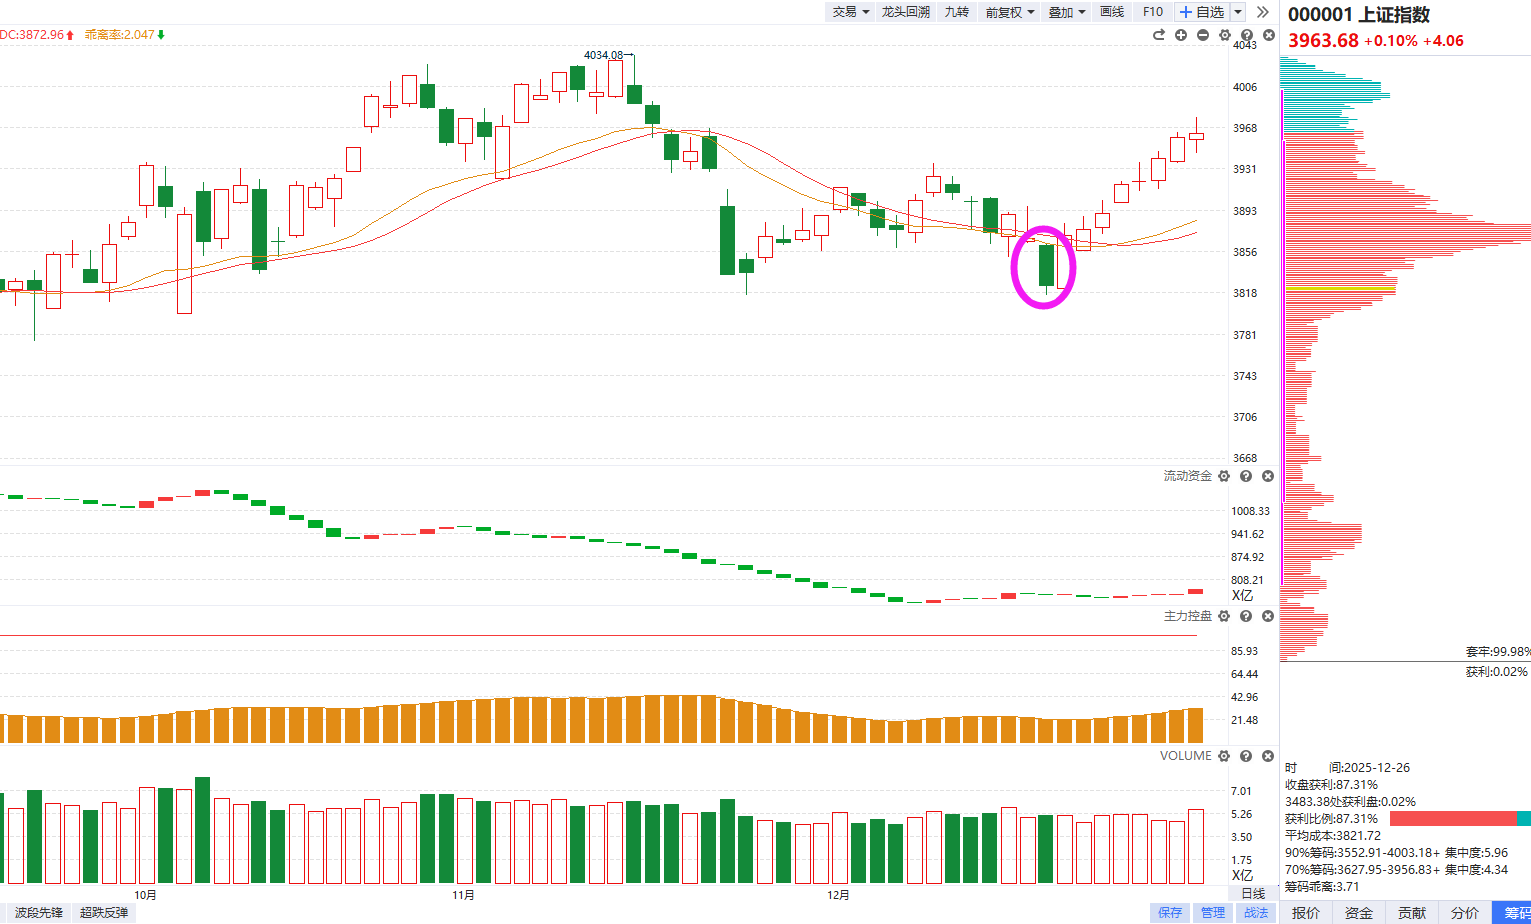 交易 龙头回溯 九转 前复权 叠加 画线 F10 自选
000001 上证指数
3963.68 +0.10% +4.06
DC:3872.96 乖离率:2.047
4043
4034.08
4006
3968
3931
3893
3856
3818
3781
3743
3706
3668
流动资金
1008.33
941.62
874.92
808.21
X亿
主力控盘
85.93
64.44
42.96
21.48
VOLUME
7.01
5.26
3.50
1.75
X亿
10月 11月 12月 日线
波段先锋 超跌反弹 保存 管理 战法
套牢:99.98%
获利:0.02%
时 间:2025-12-26
收盘获利:87.31%
3483.38处获利盘:0.02%
获利比例:87.31%
平均成本:3821.72
90%筹码:3552.91-4003.18+ 集中度:5.96
70%筹码:3627.95-3956.83+ 集中度:4.34
筹码乖离:3.71
报价 资金 贡献 分价 筹码